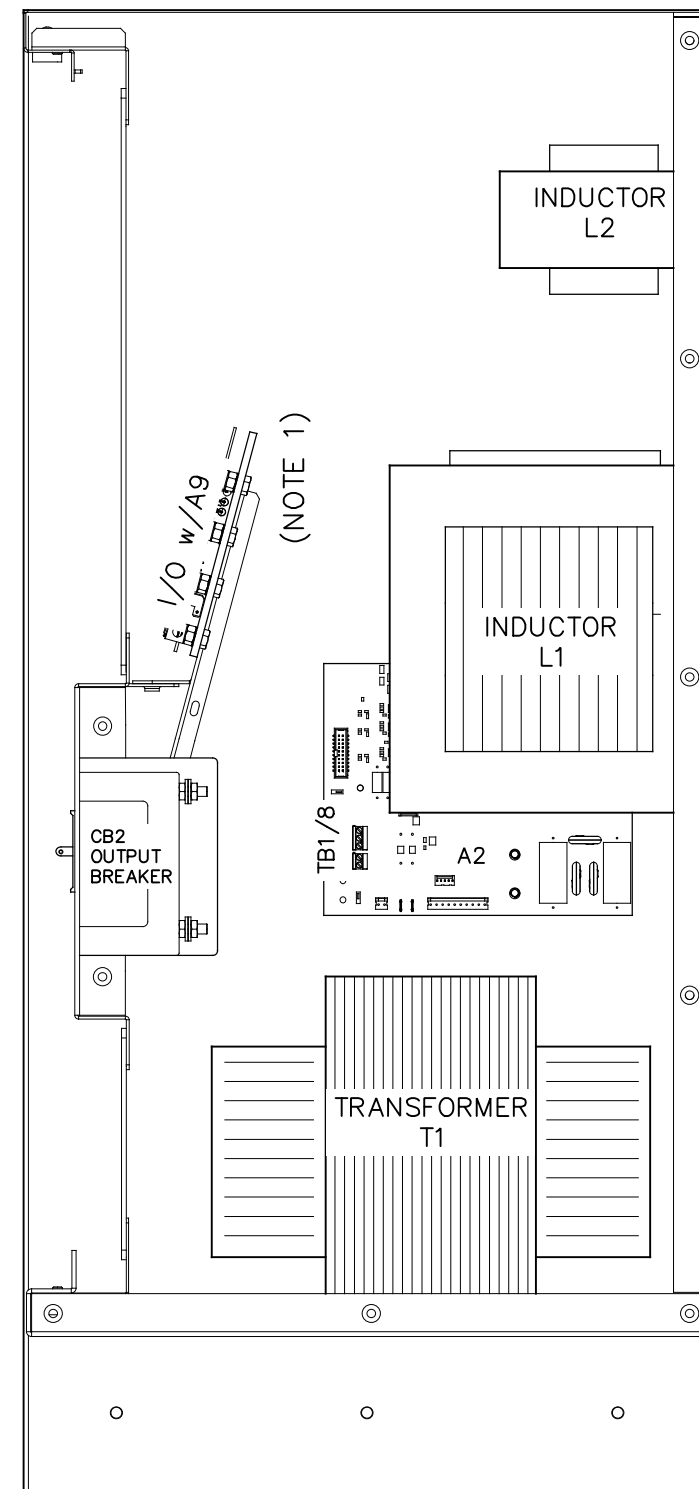 INDUCTOR
L2
I/O w/A9
(NOTE 1)
INDUCTOR
L1
TB1/8
CB2
OUTPUT
BREAKER
A2
TRANSFORMER
T1